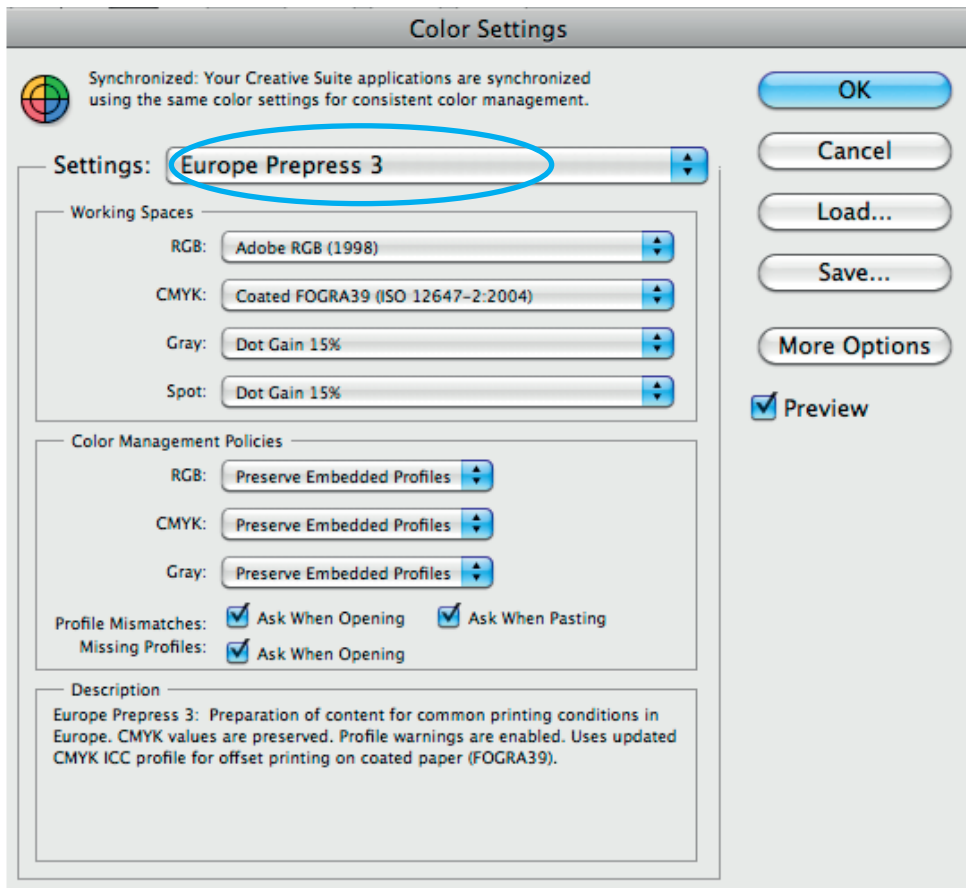 Color Settings
Synchronized: Your Creative Suite applications are synchronized
using the same color settings for consistent color management.
Settings: Europe Prepress 3
Working Spaces
RGB: Adobe RGB (1998)
CMYK: Coated FOGRA39 (ISO 12647-2:2004)
Gray: Dot Gain 15%
Spot: Dot Gain 15%
Color Management Policies
RGB: Preserve Embedded Profiles
CMYK: Preserve Embedded Profiles
Gray: Preserve Embedded Profiles
Profile Mismatches: Ask When Opening Ask When Pasting
Missing Profiles: Ask When Opening
Description
Europe Prepress 3: Preparation of content for common printing conditions in
Europe. CMYK values are preserved. Profile warnings are enabled. Uses updated
CMYK ICC profile for offset printing on coated paper (FOGRA39).
OK
Cancel
Load...
Save...
More Options
Preview